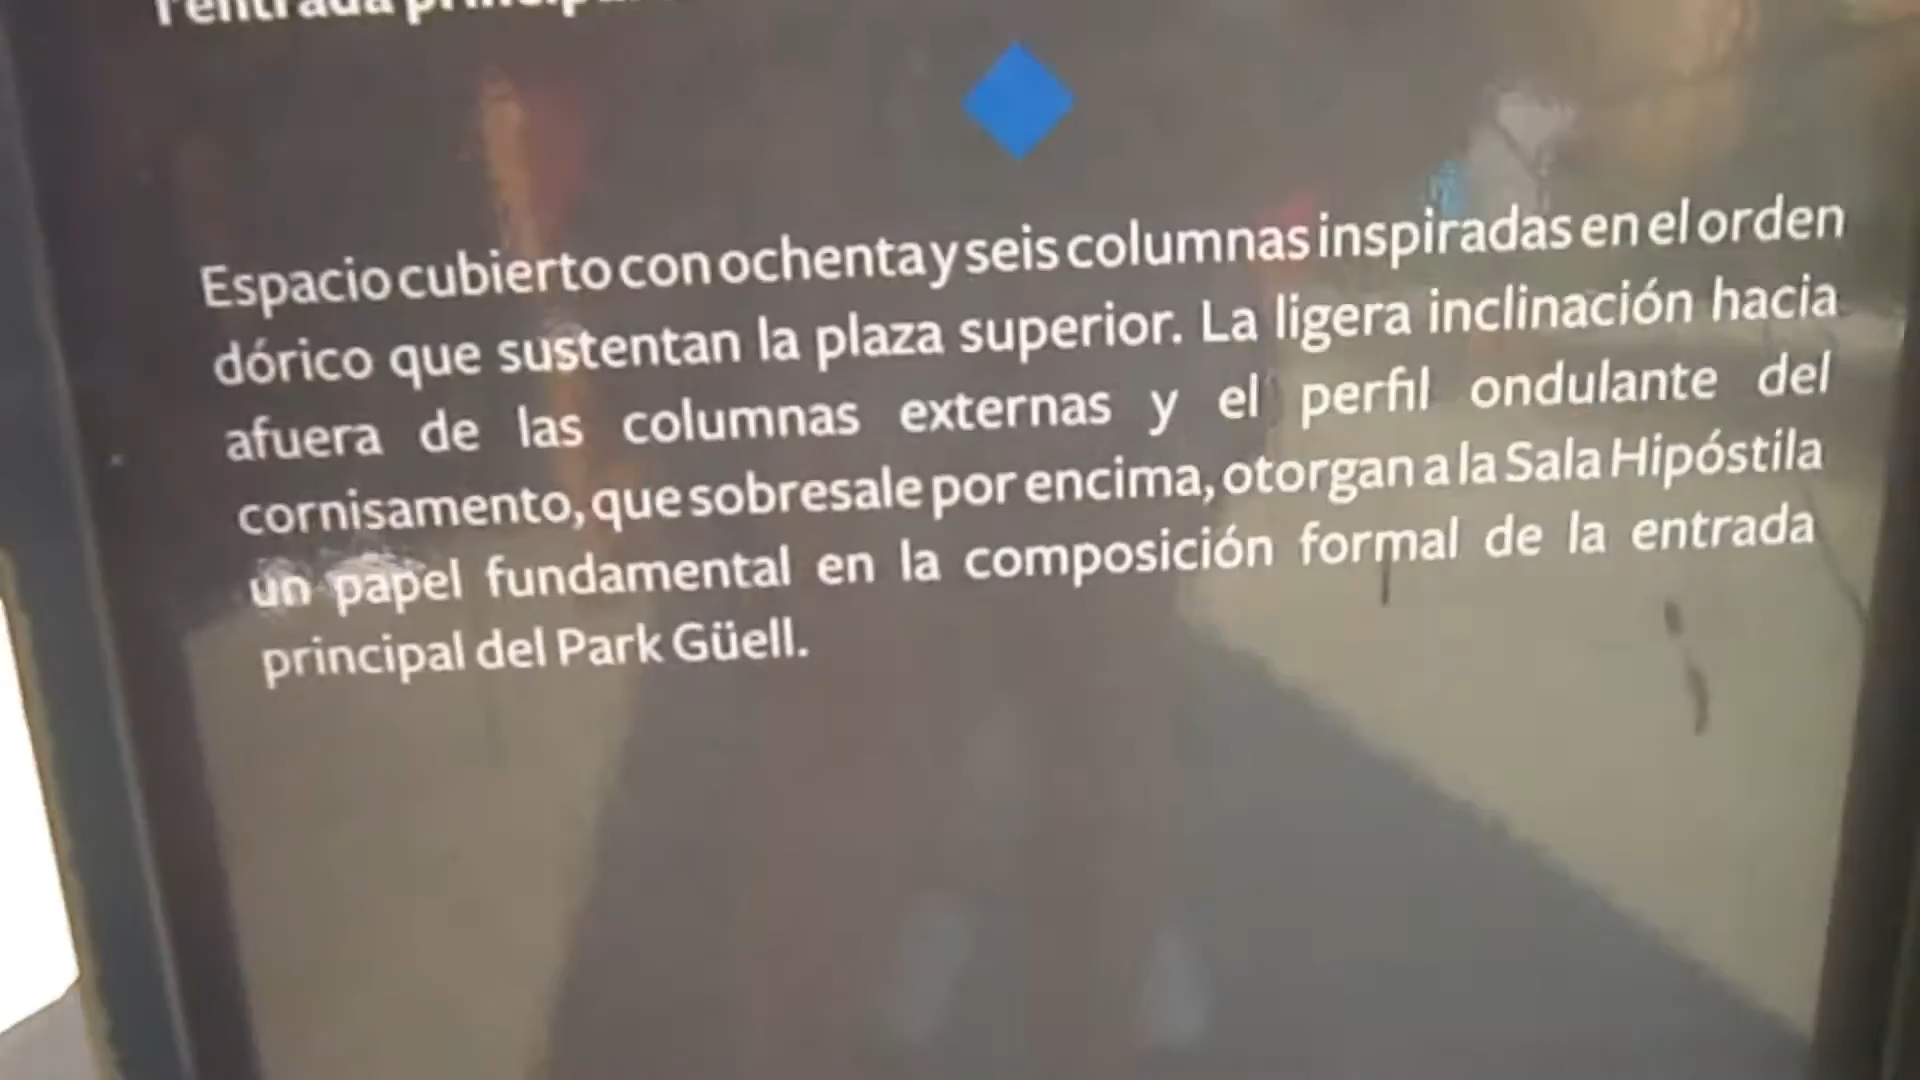 l'entrada principal
Espacio cubierto con ochenta y seis columnas inspiradas en el orden
dórico que sustentan la plaza superior. La ligera inclinación hacia
afuera de las columnas externas y el perfil ondulante del
cornisamento, que sobresale por encima, otorgan a la Sala Hipóstila
un papel fundamental en la composición formal de la entrada
principal del Park Güell.